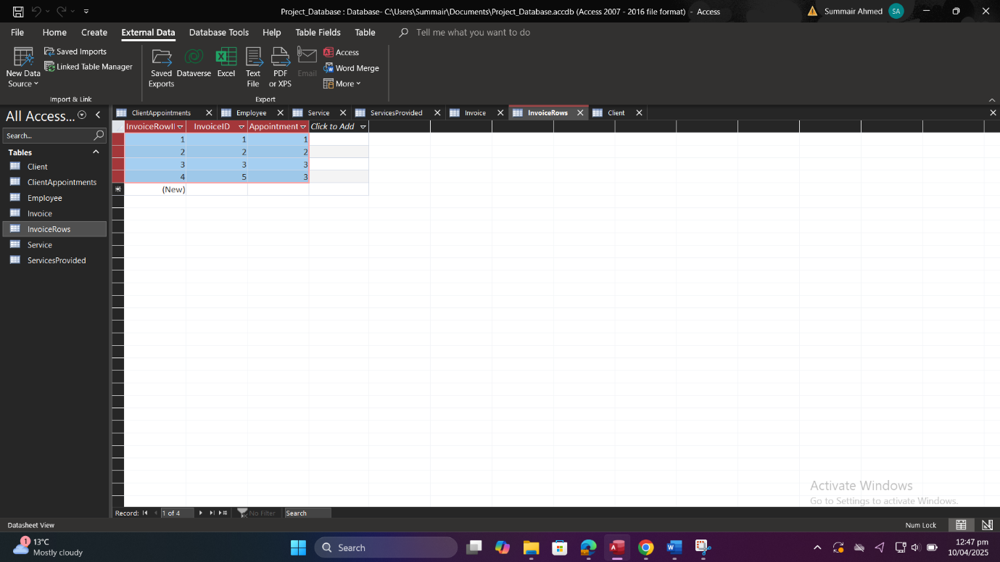 Project_Database : Database- C:\Users\Summair\Documents\Project_Database.accdb (Access 2007 - 2016 file format) - Access
Summair Ahmed SA
File Home Create External Data Database Tools Help Table Fields Table Tell me what you want to do
New Data Source
Saved Imports
Linked Table Manager
Import & Link
Saved Exports
Dataverse
Excel
Text File
PDF or XPS
Email
Access
Word Merge
More
Export
All Access...
Search...
Tables
Client
ClientAppointments
Employee
Invoice
InvoiceRows
Service
ServicesProvided
ClientAppointments Employee Service ServicesProvided Invoice InvoiceRows Client
InvoiceRowI InvoiceID Appointment Click to Add
1 1 1
2 2 2
3 3 3
4 5 3
(New)
Activate Windows
Go to Settings to activate Windows.
Record: 1 of 4 No Filter Search
Datasheet View Num Lock
1 13°C
Mostly cloudy
Search
12:47 pm
10/04/2025